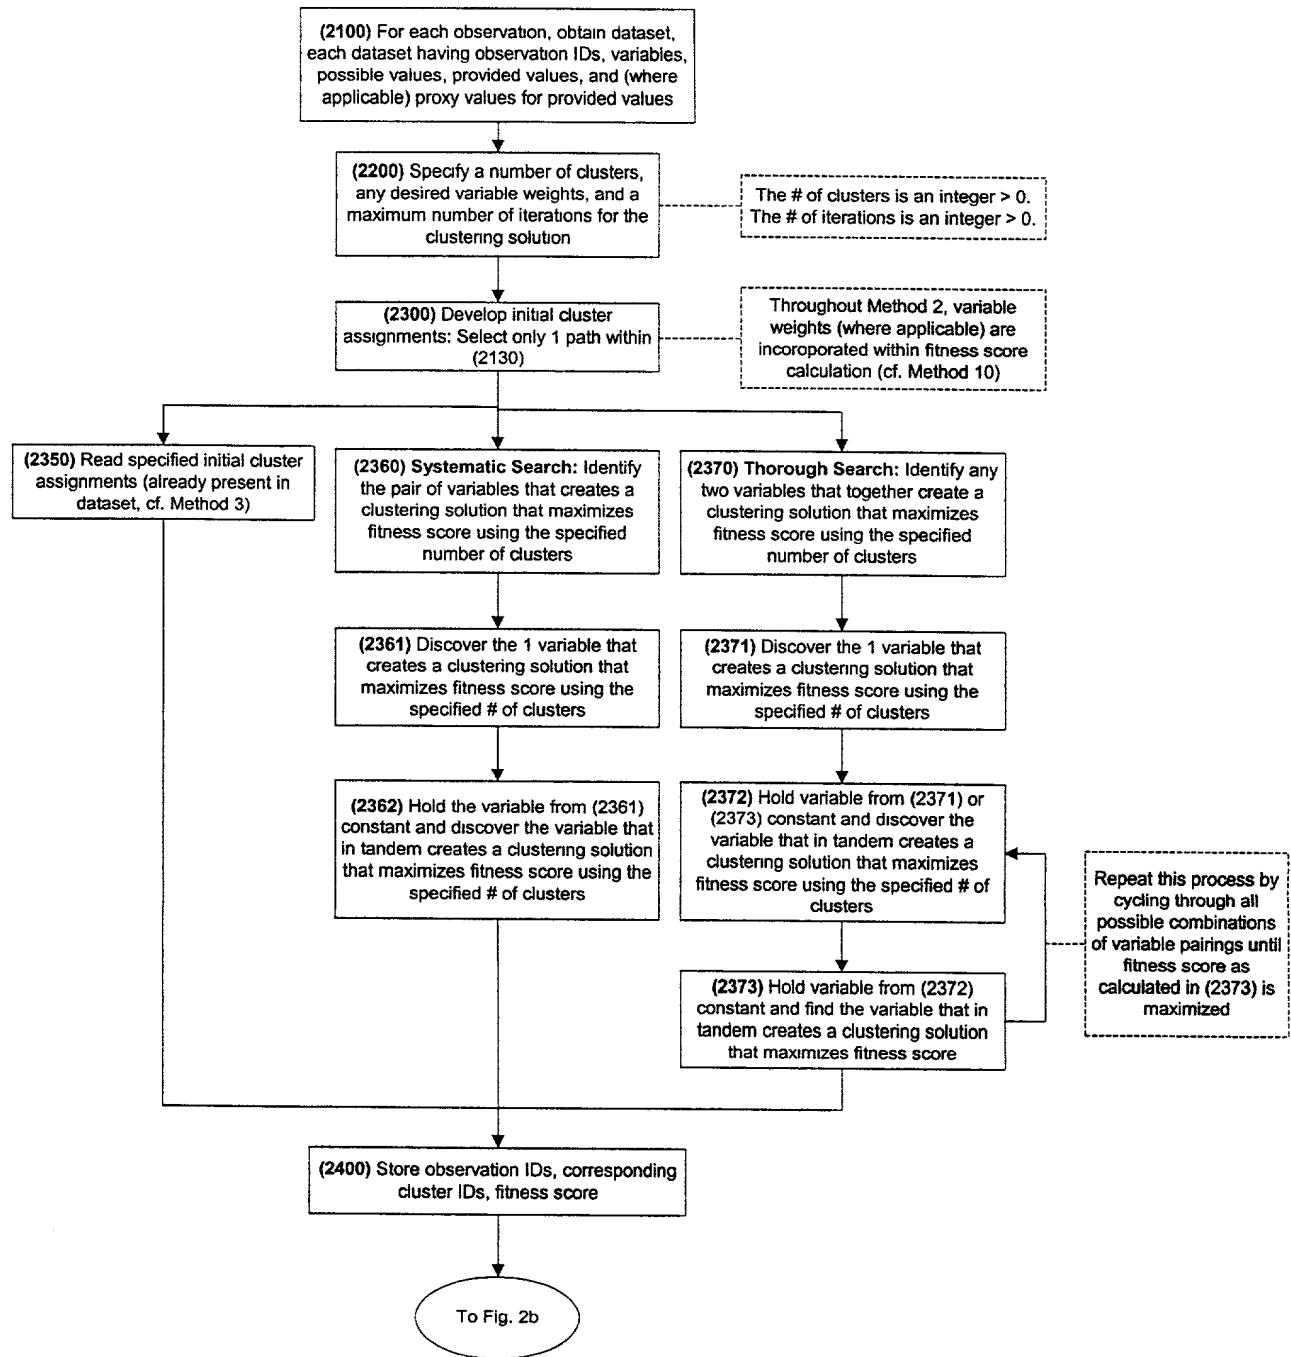 (2100) For each observation, obtain dataset,
each dataset having observation IDs, variables,
possible values, provided values, and (where
applicable) proxy values for provided values
(2200) Specify a number of clusters,
any desired variable weights, and a
maximum number of iterations for the
clustering solution
The # of clusters is an integer > 0.
The # of iterations is an integer > 0.
(2300) Develop initial cluster
assignments: Select only 1 path within
(2130)
Throughout Method 2, variable
weights (where applicable) are
incoroporated within fitness score
calculation (cf. Method 10)
(2350) Read specified initial cluster
assignments (already present in
dataset, cf. Method 3)
(2360) Systematic Search: Identify
the pair of variables that creates a
clustering solution that maximizes
fitness score using the specified
number of clusters
(2370) Thorough Search: Identify any
two variables that together create a
clustering solution that maximizes
fitness score using the specified
number of clusters
(2361) Discover the 1 variable that
creates a clustering solution that
maximizes fitness score using the
specified # of clusters
(2371) Discover the 1 variable that
creates a clustering solution that
maximizes fitness score using the
specified # of clusters
(2362) Hold the variable from (2361)
constant and discover the variable that
in tandem creates a clustering solution
that maximizes fitness score using the
specified # of clusters
(2372) Hold variable from (2371) or
(2373) constant and discover the
variable that in tandem creates a
clustering solution that maximizes
fitness score using the specified # of
clusters
Repeat this process by
cycling through all
possible combinations
of variable pairings until
fitness score as
calculated in (2373) is
maximized
(2373) Hold variable from (2372)
constant and find the variable that in
tandem creates a clustering solution
that maximizes fitness score
(2400) Store observation IDs, corresponding
cluster IDs, fitness score
To Fig. 2b